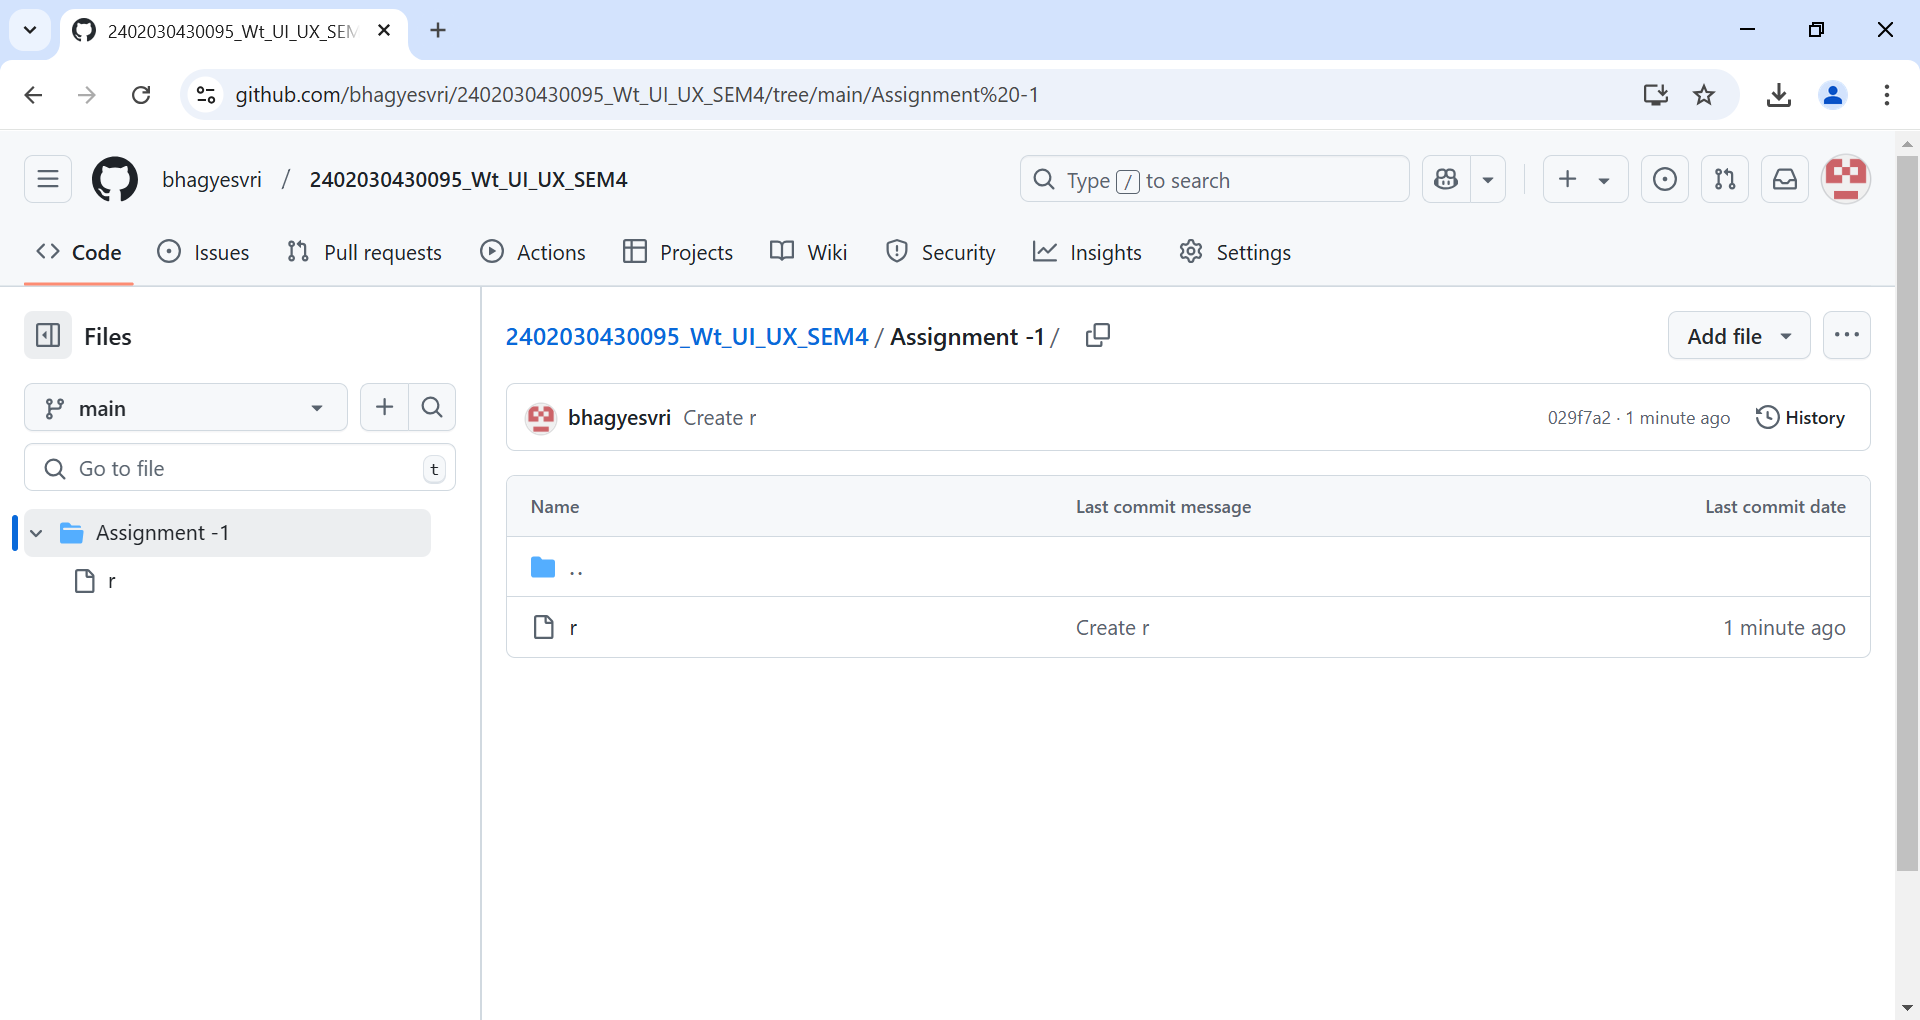 2402030430095_Wt_UI_UX_SEM
github.com/bhagyesvri/2402030430095_Wt_UI_UX_SEM4/tree/main/Assignment%20-1
bhagyesvri / 2402030430095_Wt_UI_UX_SEM4
Type / to search
Code Issues Pull requests Actions Projects Wiki Security Insights Settings
Files
main
Go to file t
Assignment -1
r
2402030430095_Wt_UI_UX_SEM4 / Assignment -1 /
Add file
bhagyesvri Create r 029f7a2 · 1 minute ago History
Name Last commit message Last commit date
..
r Create r 1 minute ago